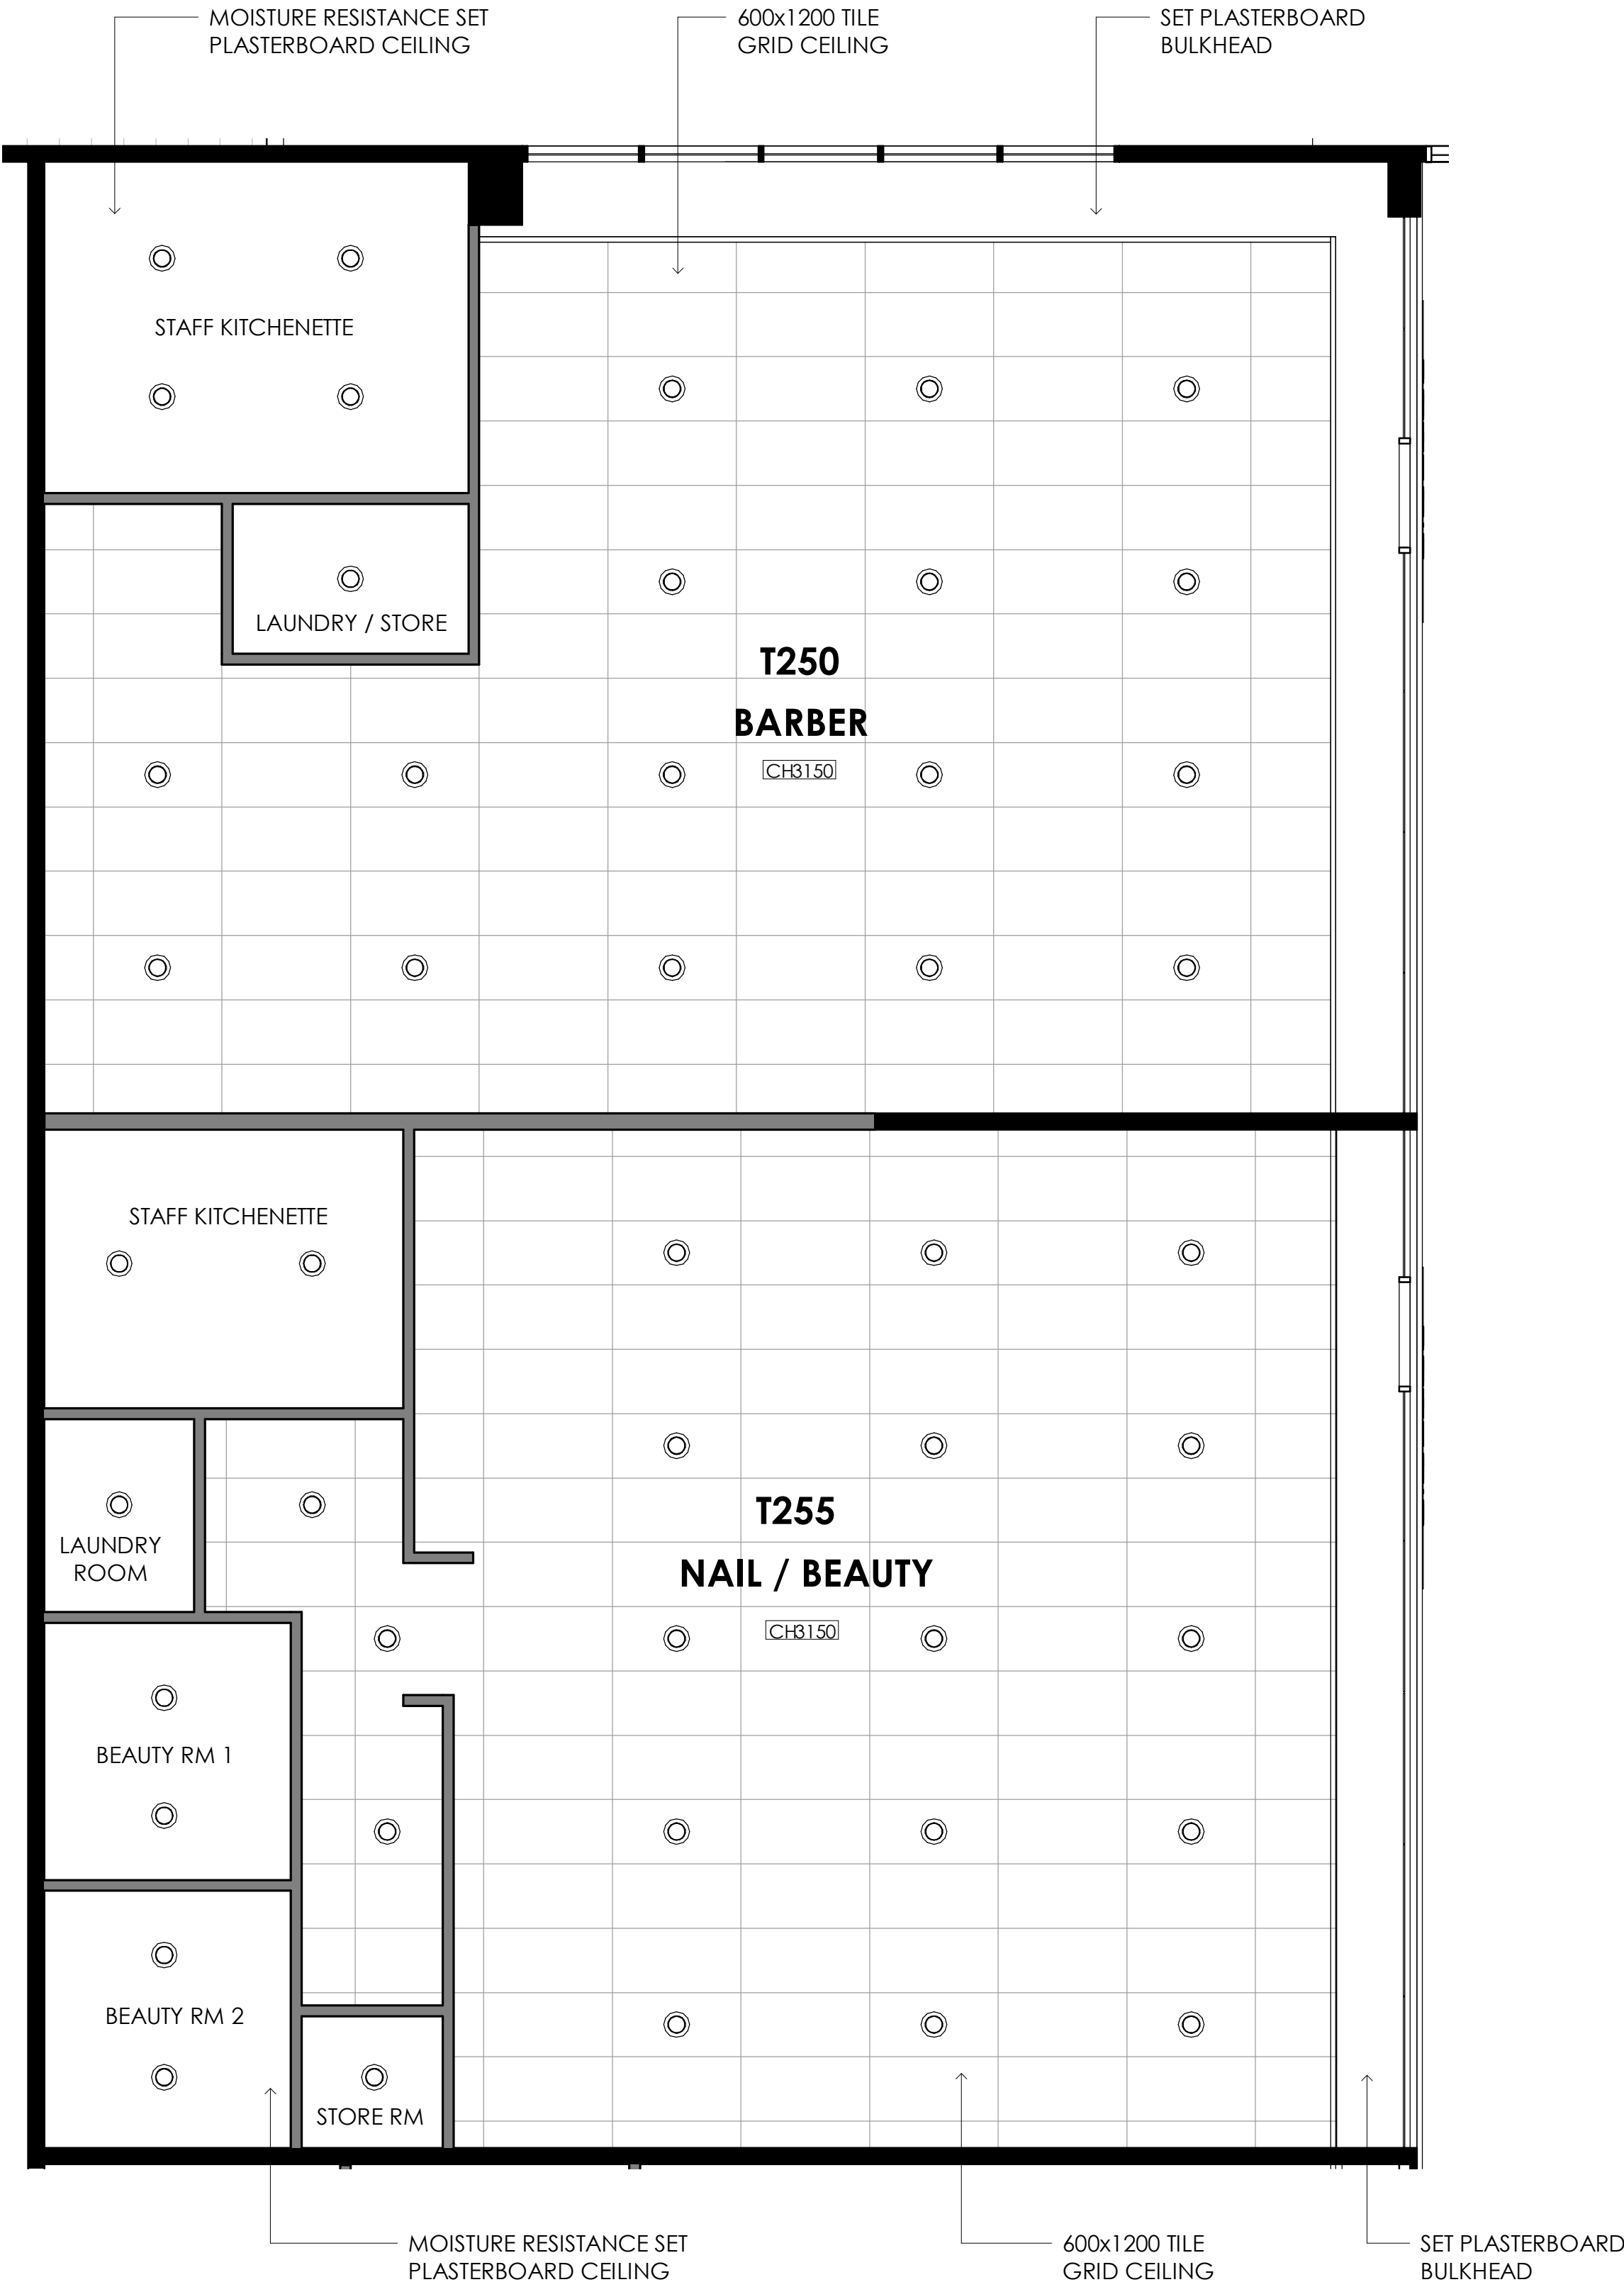 MOISTURE RESISTANCE SET
PLASTERBOARD CEILING
600x1200 TILE
GRID CEILING
SET PLASTERBOARD
BULKHEAD
STAFF KITCHENETTE
LAUNDRY / STORE
T250
BARBER
CH3150
STAFF KITCHENETTE
T255
NAIL / BEAUTY
CH3150
LAUNDRY
ROOM
BEAUTY RM 1
BEAUTY RM 2
STORE RM
MOISTURE RESISTANCE SET
PLASTERBOARD CEILING
600x1200 TILE
GRID CEILING
SET PLASTERBOARD
BULKHEAD